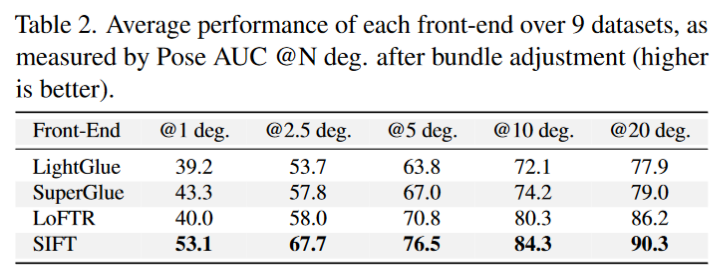 Table 2. Average performance of each front-end over 9 datasets, as
measured by Pose AUC @N deg. after bundle adjustment (higher
is better).
Front-End @1 deg. @2.5 deg. @5 deg. @10 deg. @20 deg.
LightGlue 39.2 53.7 63.8 72.1 77.9
SuperGlue 43.3 57.8 67.0 74.2 79.0
LoFTR 40.0 58.0 70.8 80.3 86.2
SIFT 53.1 67.7 76.5 84.3 90.3